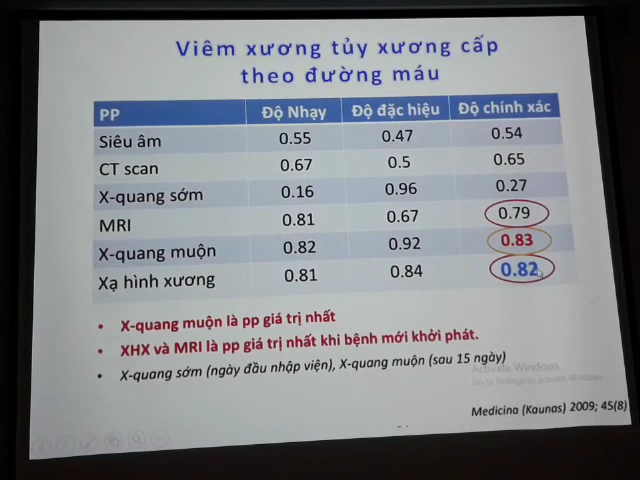 Viêm xương tủy xương cấp
theo đường máu
PP Độ Nhạy Độ đặc hiệu Độ chính xác
Siêu âm 0.55 0.47 0.54
CT scan 0.67 0.5 0.65
X-quang sớm 0.16 0.96 0.27
MRI 0.81 0.67 0.79
X-quang muộn 0.82 0.92 0.83
Xạ hình xương 0.81 0.84 0.82
• X-quang muộn là pp giá trị nhất
• XHX và MRI là pp giá trị nhất khi bệnh mới khởi phát.
• X-quang sớm (ngày đầu nhập viện), X-quang muộn (sau 15 ngày)
Activate Windows
Go to Settings to activate Windows.
Medicina (Kaunas) 2009; 45(8)